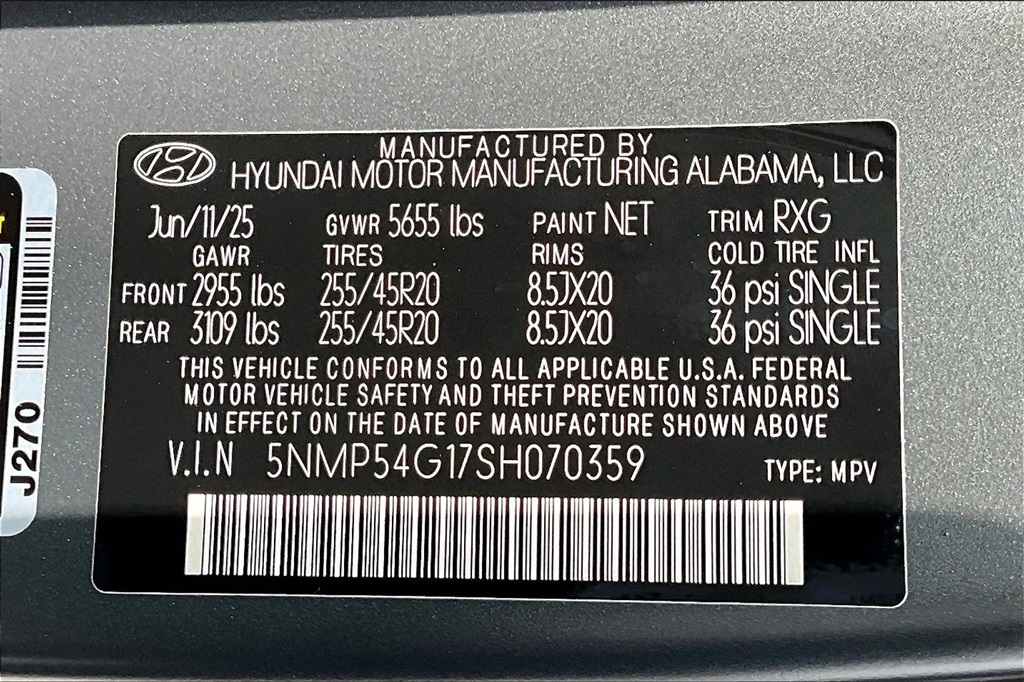 MANUFACTURED BY
HYUNDAI MOTOR MANUFACTURING ALABAMA, LLC
Jun/11/25 GVWR 5655 lbs PAINT NET TRIM RXG
GAWR TIRES RIMS COLD TIRE INFL
FRONT 2955 lbs 255/45R20 8.5JX20 36 psi SINGLE
REAR 3109 lbs 255/45R20 8.5JX20 36 psi SINGLE
THIS VEHICLE CONFORMS TO ALL APPLICABLE U.S.A. FEDERAL
MOTOR VEHICLE SAFETY AND THEFT PREVENTION STANDARDS
IN EFFECT ON THE DATE OF MANUFACTURE SHOWN ABOVE
V.I.N 5NMP54G17SH070359 TYPE: MPV
J270